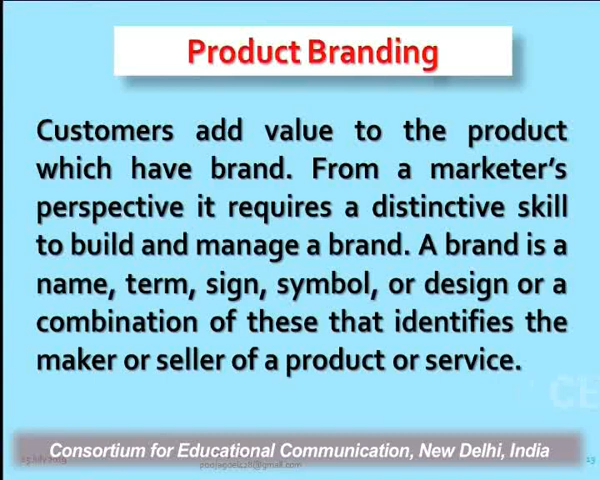 Product Branding
Customers add value to the product
which have brand. From a marketer's
perspective it requires a distinctive skill
to build and manage a brand. A brand is a
name, term, sign, symbol, or design or a
combination of these that identifies the
maker or seller of a product or service.
CE
Consortium for Educational Communication, New Delhi, India
13